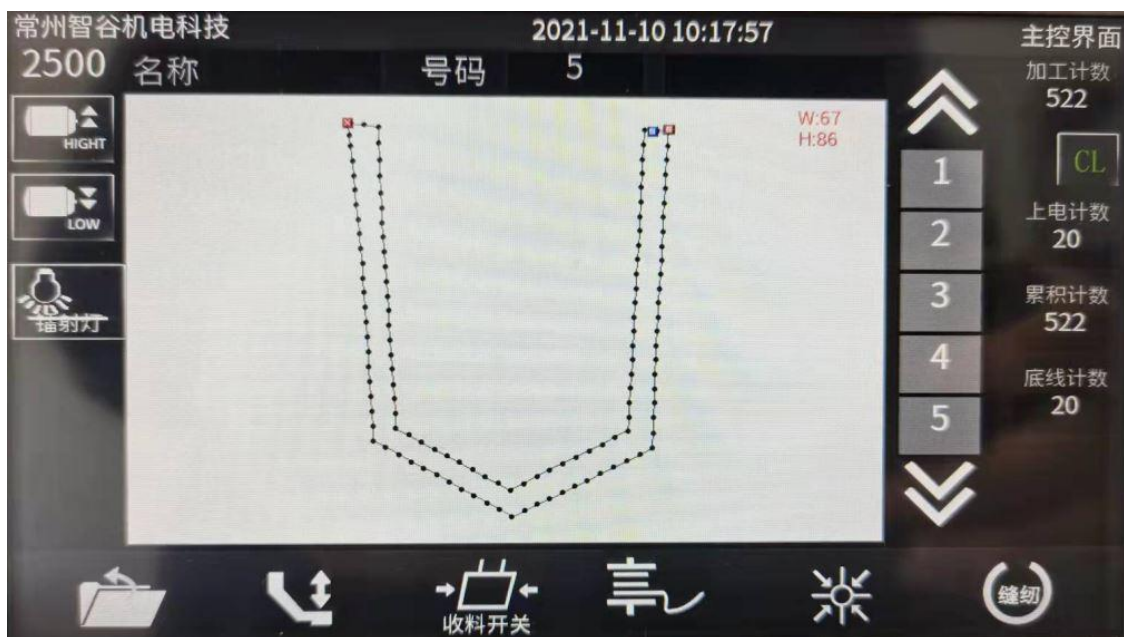 常州智谷机电科技
2021-11-10 10:17:57
主控界面
2500
名称
号码
5
加工计数
522
HIGHT
W:67
H:86
1
CL
LOW
2
上电计数
20
辐射灯
3
累积计数
522
4
底线计数
20
5
收料开关
缝纫